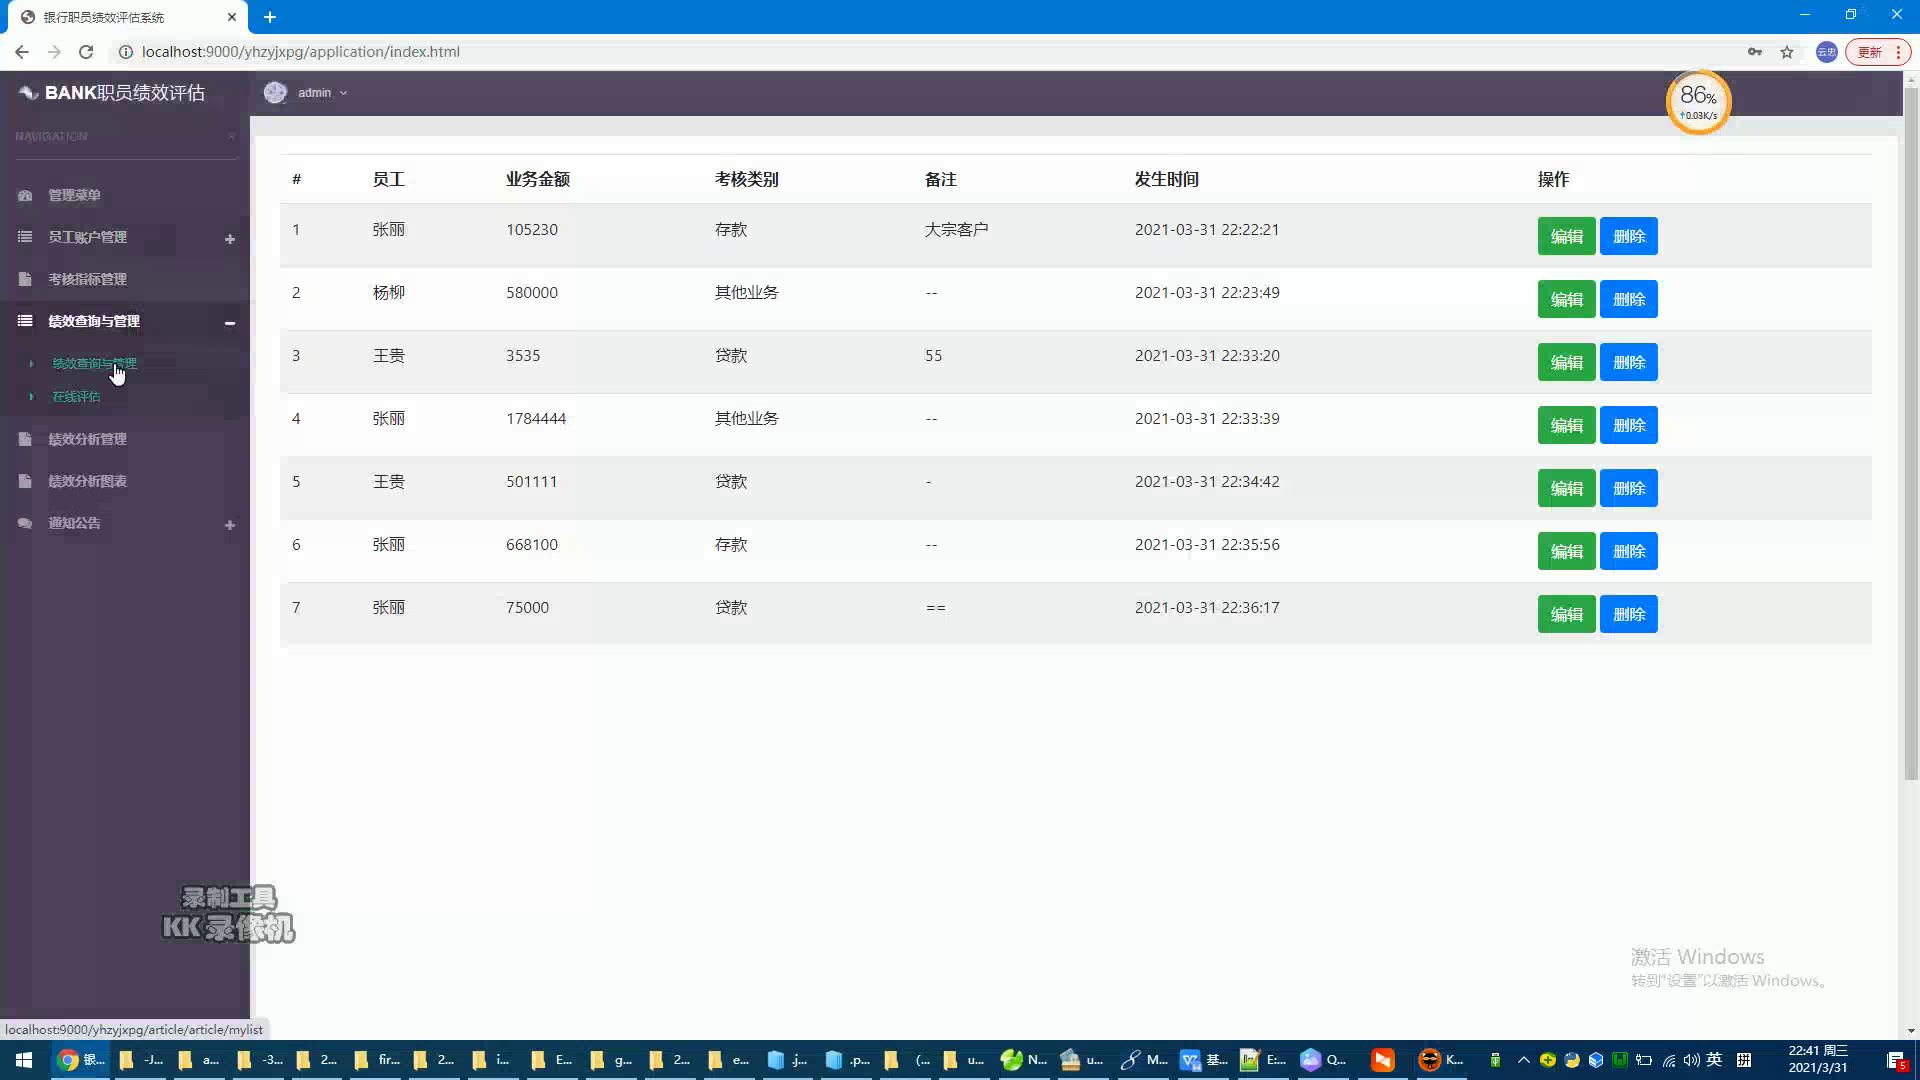 银行职员绩效评估系统
localhost:9000/yhzyjxpg/application/index.html
云忠
更新
BANK职员绩效评估
admin
86%
↑0.03K/s
NAVIGATION
管理菜单
员工账户管理
考核指标管理
绩效查询与管理
绩效查询与管理
在线评估
绩效分析管理
绩效分析图表
通知公告
# 员工 业务金额 考核类别 备注 发生时间 操作
1 张丽 105230 存款 大宗客户 2021-03-31 22:22:21 编辑 删除
2 杨柳 580000 其他业务 -- 2021-03-31 22:23:49 编辑 删除
3 王贵 3535 贷款 55 2021-03-31 22:33:20 编辑 删除
4 张丽 1784444 其他业务 -- 2021-03-31 22:33:39 编辑 删除
5 王贵 501111 贷款 - 2021-03-31 22:34:42 编辑 删除
6 张丽 668100 存款 -- 2021-03-31 22:35:56 编辑 删除
7 张丽 75000 贷款 == 2021-03-31 22:36:17 编辑 删除
录制工具
KK 录像机
激活 Windows
转到"设置"以激活 Windows。
localhost:9000/yhzyjxpg/article/article/mylist
银... -J... a... -3... 2... fir... 2... i... E... g... 2... e... .j... .p... (... u... N... u... M... 基... E:... Q... K... 英 拼
22:41 周三
2021/3/31
5